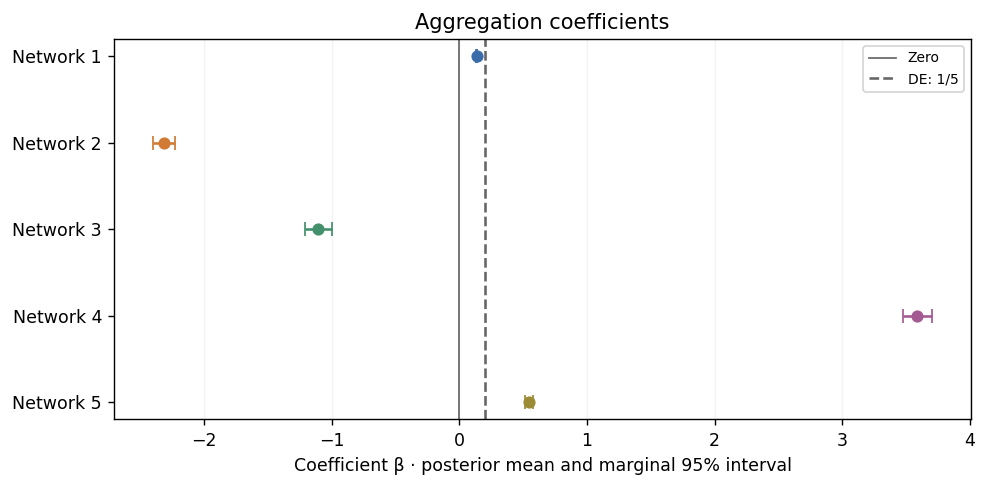 Aggregation coefficients
Zero
DE: 1/5
Network 1
Network 2
Network 3
Network 4
Network 5
−2
−1
0
1
2
3
4
Coefficient β · posterior mean and marginal 95% interval